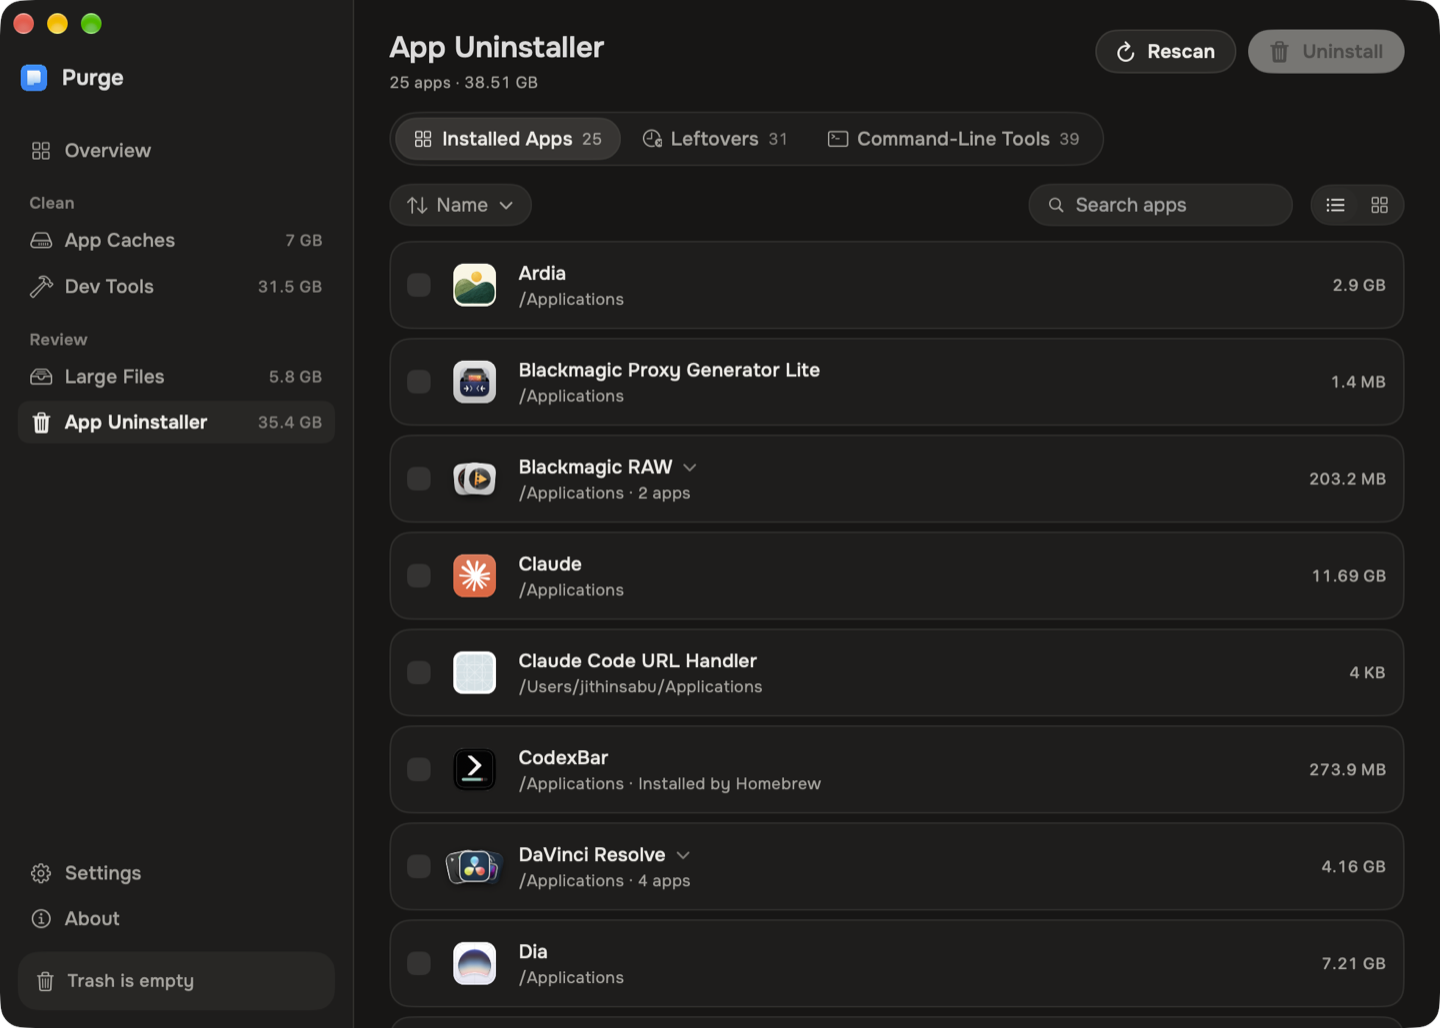 Purge
Overview
Clean
App Caches 7 GB
Dev Tools 31.5 GB
Review
Large Files 5.8 GB
App Uninstaller 35.4 GB
Settings
About
Trash is empty
App Uninstaller
25 apps · 38.51 GB
Rescan
Uninstall
Installed Apps 25
Leftovers 31
Command-Line Tools 39
Name
Search apps
Ardia
/Applications
2.9 GB
Blackmagic Proxy Generator Lite
/Applications
1.4 MB
Blackmagic RAW
/Applications · 2 apps
203.2 MB
Claude
/Applications
11.69 GB
Claude Code URL Handler
/Users/jithinsabu/Applications
4 KB
CodexBar
/Applications · Installed by Homebrew
273.9 MB
DaVinci Resolve
/Applications · 4 apps
4.16 GB
Dia
/Applications
7.21 GB